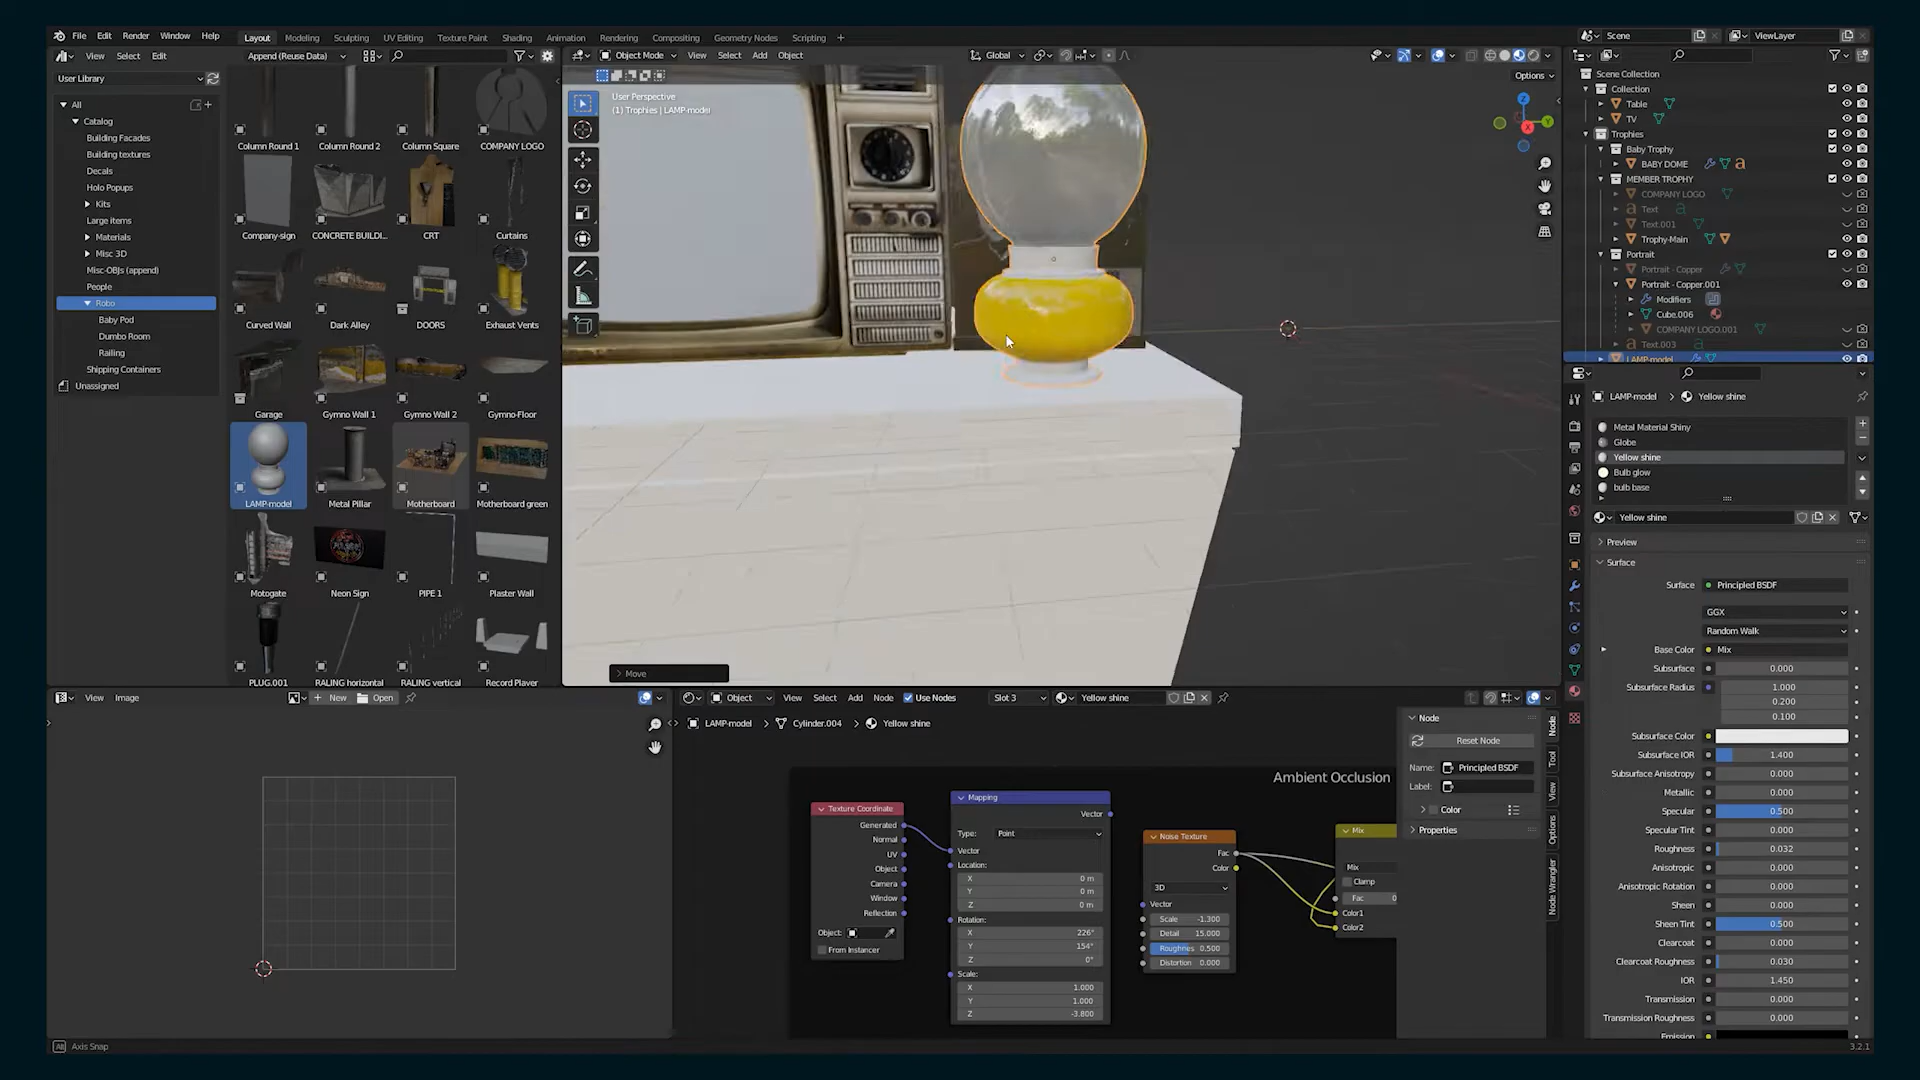 File Edit Render Window Help
Layout Modeling Sculpting UV Editing Texture Paint Shading Animation Rendering Compositing Geometry Nodes Scripting +
Scene
ViewLayer
View Select Edit
Append (Reuse Data)
Object Mode View Select Add Object
Global
Options
User Library
All
Catalog
Building Facades
Building textures
Decals
Holo Popups
Kits
Large items
Materials
Misc 3D
Misc-OBJs (append)
People
Robo
Baby Pod
Dumbo Room
Railing
Shipping Containers
Unassigned
Column Round 1
Column Round 2
Column Square
COMPANY LOGO
Company-sign
CONCRETE BUILDI...
CRT
Curtains
Curved Wall
Dark Alley
DOORS
Exhaust Vents
Garage
Gymno Wall 1
Gymno Wall 2
Gymno-Floor
LAMP-model
Metal Pillar
Motherboard
Motherboard green
Motogate
Neon Sign
PIPE 1
Plaster Wall
PLUG.001
RALING horizontal
RALING vertical
Record Player
User Perspective
(1) Trophies | LAMP-model
Z
Y
X
Move
Scene Collection
Collection
Table
TV
Trophies
Baby Trophy
BABY DOME
MEMBER TROPHY
COMPANY LOGO
Text
Text.001
Trophy-Main
Portrait
Portrait - Copper
Portrait - Copper.001
Modifiers
Cube.006
COMPANY LOGO.001
Text.003
LAMP-model
LAMP-model > Yellow shine
Metal Material Shiny
Globe
Yellow shine
Bulb glow
bulb base
Yellow shine
Preview
Surface
Surface Principled BSDF
GGX
Random Walk
Base Color Mix
Subsurface 0.000
Subsurface Radius 1.000
0.200
0.100
Subsurface Color
Subsurface IOR 1.400
Subsurface Anisotropy 0.000
Metallic 0.000
Specular 0.500
Specular Tint 0.000
Roughness 0.032
Anisotropic 0.000
Anisotropic Rotation 0.000
Sheen 0.000
Sheen Tint 0.500
Clearcoat 0.000
Clearcoat Roughness 0.030
IOR 1.450
Transmission 0.000
Transmission Roughness 0.000
Emission
View Image
New Open
Object View Select Add Node Use Nodes Slot 3 Yellow shine
LAMP-model > Cylinder.004 > Yellow shine
Ambient Occlusion
Texture Coordinate
Generated
Normal
UV
Object
Camera
Window
Reflection
Object:
From Instancer
Mapping
Vector
Type: Point
Vector
Location:
X 0 m
Y 0 m
Z 0 m
Rotation:
X 226°
Y 154°
Z 0°
Scale:
X 1.000
Y 1.000
Z -3.800
Noise Texture
Fac
Color
3D
Vector
Scale -1.300
Detail 15.000
Roughnes 0.500
Distortion 0.000
Mix
Mix
Clamp
Fac 0
Color1
Color2
Node
Reset Node
Name: Principled BSDF
Label:
Color
Properties
Node
Tool
View
Options
Node Wrangler
Alt Axis Snap
3.2.1